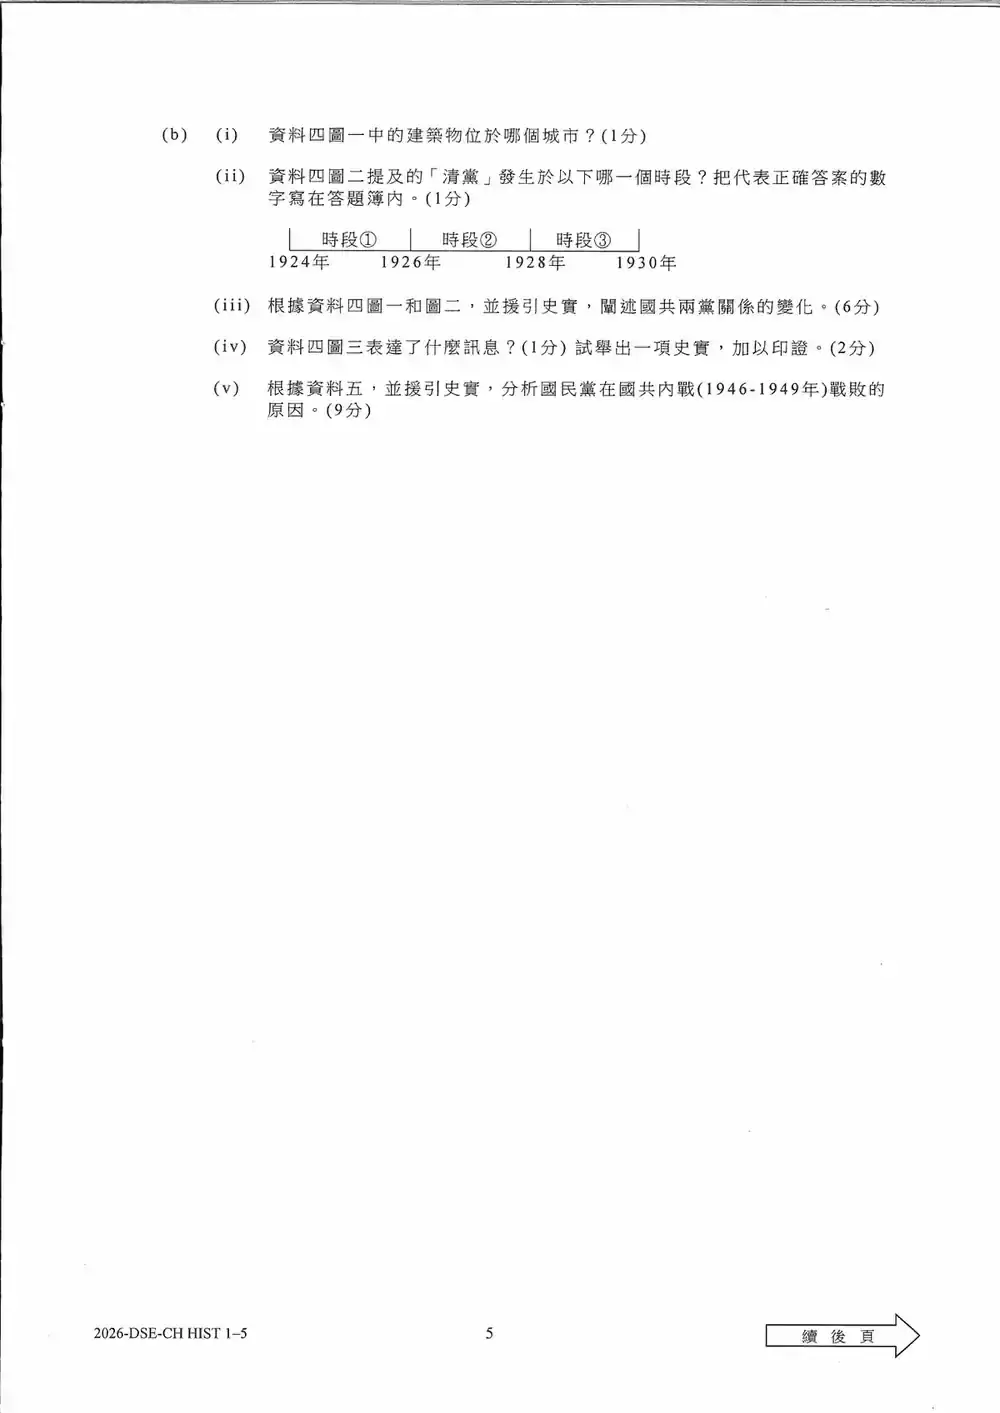 (b) (i) 資料四圖一中的建築物位於哪個城市？(1分)
(ii) 資料四圖二提及的「清黨」發生於以下哪一個時段？把代表正確答案的數
字寫在答題簿內。(1分)
時段① 時段② 時段③
1924年 1926年 1928年 1930年
(iii) 根據資料四圖一和圖二，並援引史實，闡述國共兩黨關係的變化。(6分)
(iv) 資料四圖三表達了什麼訊息？(1分) 試舉出一項史實，加以印證。(2分)
(v) 根據資料五，並援引史實，分析國民黨在國共內戰(1946-1949年)戰敗的
原因。(9分)
2026-DSE-CH HIST 1–5 5 續後頁